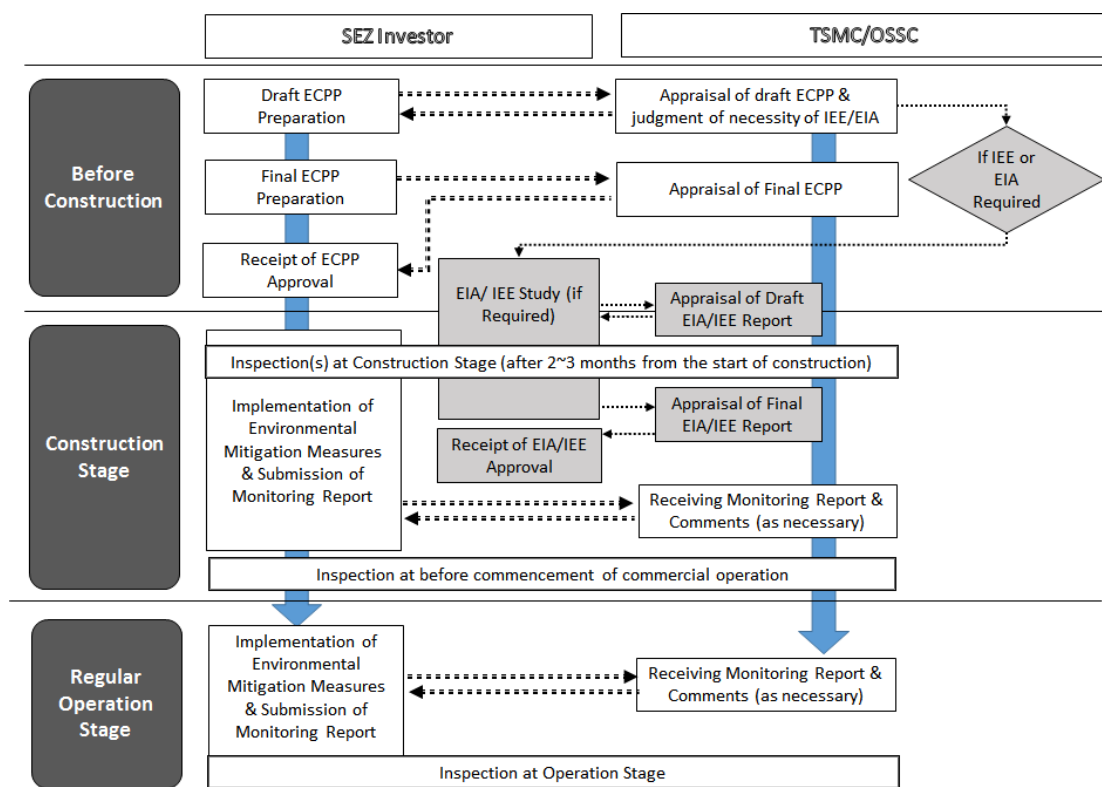 SEZ Investor
TSMC/OSSC
Before
Construction
Draft ECPP
Preparation
Appraisal of draft ECPP &
judgment of necessity of IEE/EIA
If IEE or
EIA
Required
Final ECPP
Preparation
Appraisal of Final ECPP
Receipt of ECPP
Approval
EIA/ IEE Study (if
Required)
Appraisal of Draft
EIA/IEE Report
Construction
Stage
Inspection(s) at Construction Stage (after 2~3 months from the start of construction)
Implementation of
Environmental
Mitigation Measures
& Submission of
Monitoring Report
Appraisal of Final
EIA/IEE Report
Receipt of EIA/IEE
Approval
Receiving Monitoring Report &
Comments (as necessary)
Inspection at before commencement of commercial operation
Regular
Operation
Stage
Implementation of
Environmental
Mitigation Measures
& Submission of
Monitoring Report
Receiving Monitoring Report &
Comments (as necessary)
Inspection at Operation Stage